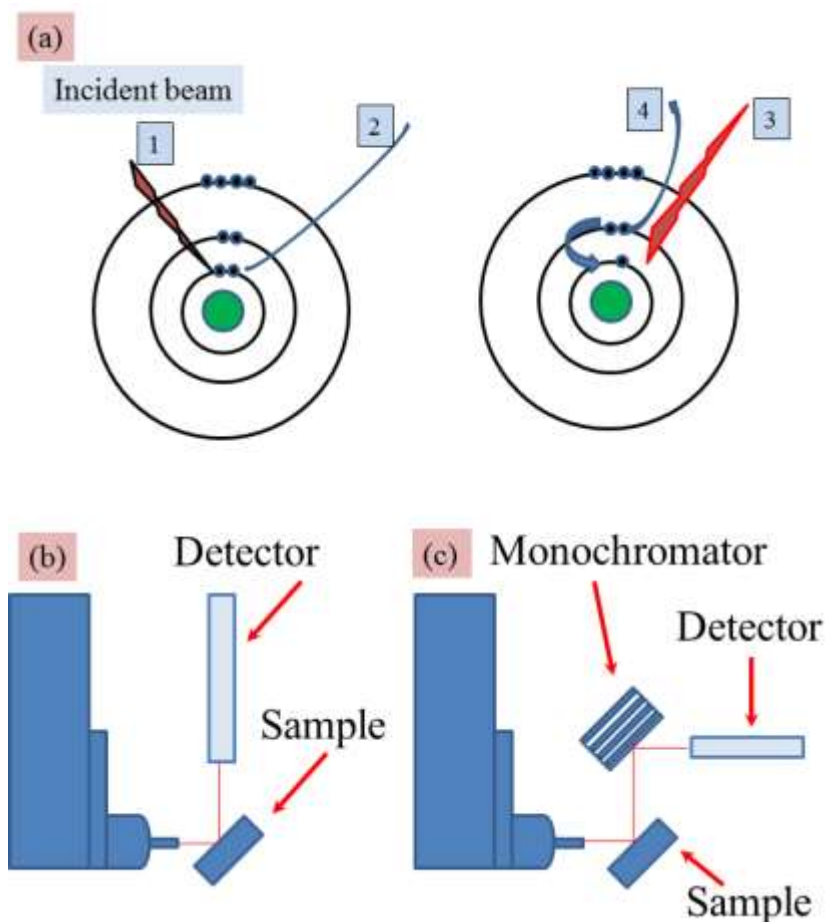 (a)
Incident beam
1
2
4
3
(b)
Detector
Sample
(c)
Monochromator
Detector
Sample